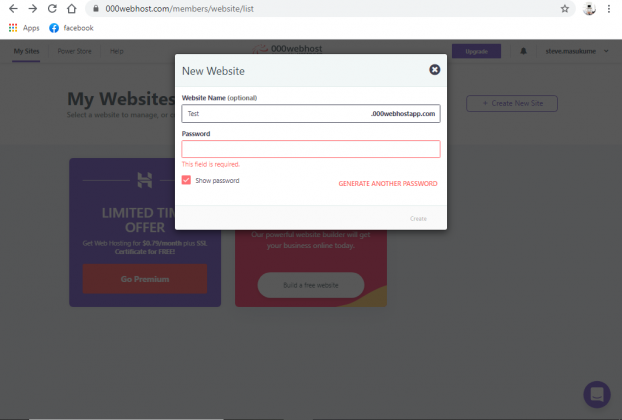 000webhost.com/members/website/list
Apps facebook
My Sites Power Store Help 000webhost Upgrade steve.masukume
New Website
My Websites
Select a website to manage, or
+ Create New Site
Website Name (optional)
Test .000webhostapp.com
Password
This field is required.
Show password
GENERATE ANOTHER PASSWORD
Create
LIMITED
OFFER
Get Web Hosting for $0.79/month plus SSL
Certificate for FREE!
Go Premium
Our powerful website builder will get
your business online today.
Build a free website